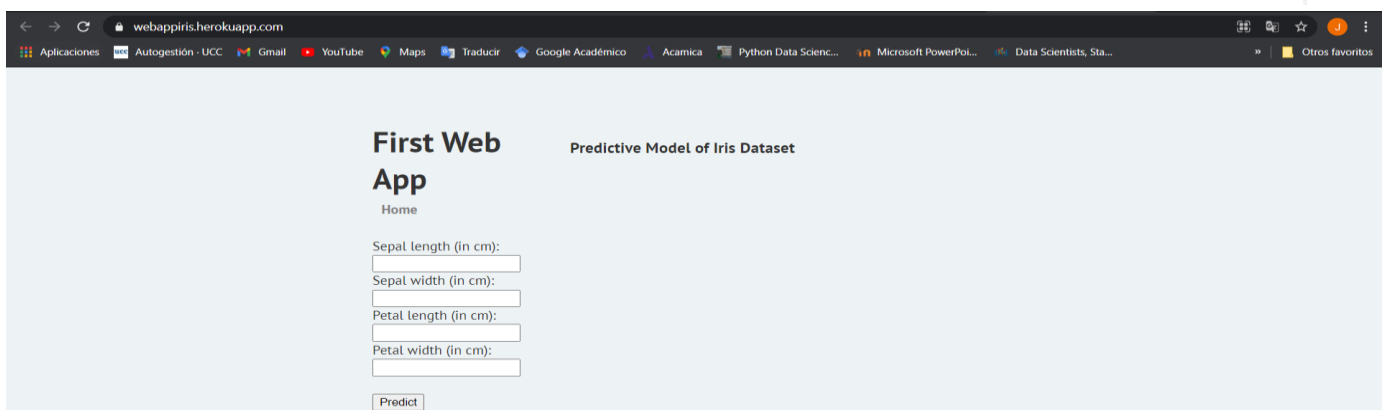 webappiris.herokuapp.com
J
Aplicaciones UCC Autogestión - UCC Gmail YouTube Maps Traducir Google Académico Acamica Python Data Scienc... Microsoft PowerPoi... Data Scientists, Sta... » Otros favoritos
First Web App
Predictive Model of Iris Dataset
Home
Sepal length (in cm):
Sepal width (in cm):
Petal length (in cm):
Petal width (in cm):
Predict